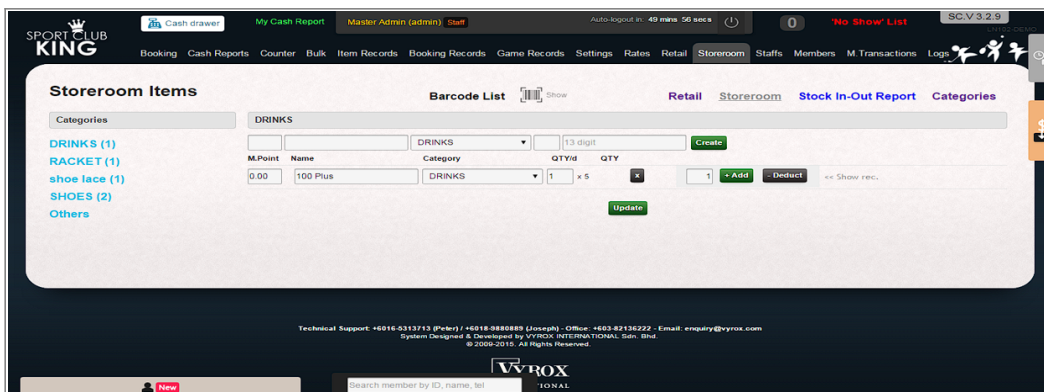 SPORT CLUB
KING
Cash drawer
My Cash Report
Master Admin (admin) Staff
Auto-logout in: 49 mins 56 secs
0
'No Show' List
SC.V 3.2.9
Booking Cash Reports Counter Bulk Item Records Booking Records Game Records Settings Rates Retail Storeroom Staffs Members M.Transactions Logs
Storeroom Items
Barcode List Show
Retail Storeroom Stock In-Out Report Categories
Categories
DRINKS
DRINKS (1)
RACKET (1)
shoe lace (1)
SHOES (2)
Others
DRINKS 13 digit Create
M.Point Name Category QTY/d QTY
0.00 100 Plus DRINKS 1 x 5 x 1 + Add - Deduct << Show rec.
Update
Technical Support: +6016-5313713 (Peter) / +6018-9880889 (Joseph) - Office: +603-82136222 - Email: enquiry@vyrox.com
System Designed & Developed by VYROX INTERNATIONAL Sdn. Bhd.
© 2009-2015. All Rights Reserved.
VYROX
New
Search member by ID, name, tel